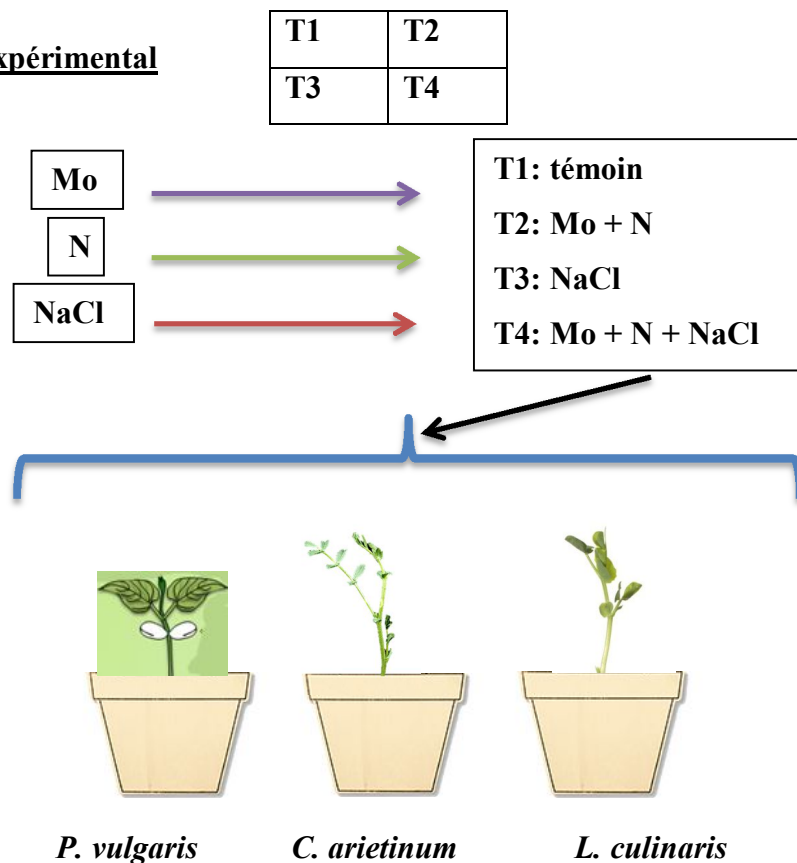 xpérimental
T1 T2
T3 T4
Mo
N
NaCl
T1: témoin
T2: Mo + N
T3: NaCl
T4: Mo + N + NaCl
P. vulgaris C. arietinum L. culinaris